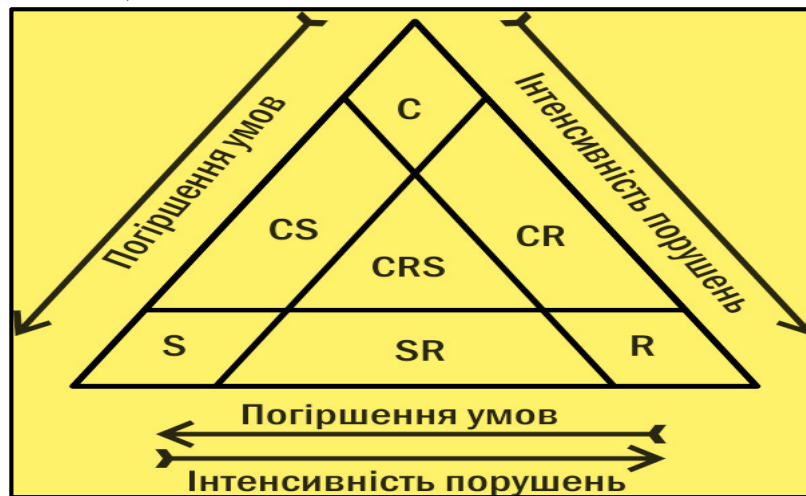 C
Погіршення умов
Інтенсивність порушень
CS
CR
CRS
S
SR
R
Погіршення умов
Інтенсивність порушень